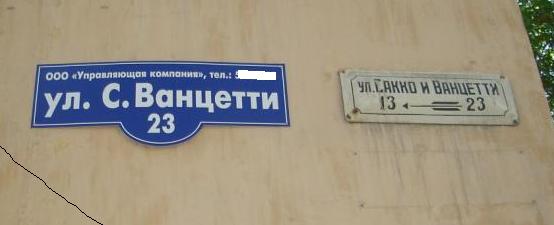 ООО «Управляющая компания», тел.:
ул. С. Ванцетти
23
ул. САККО И ВАНЦЕТТИ
13 ← 23